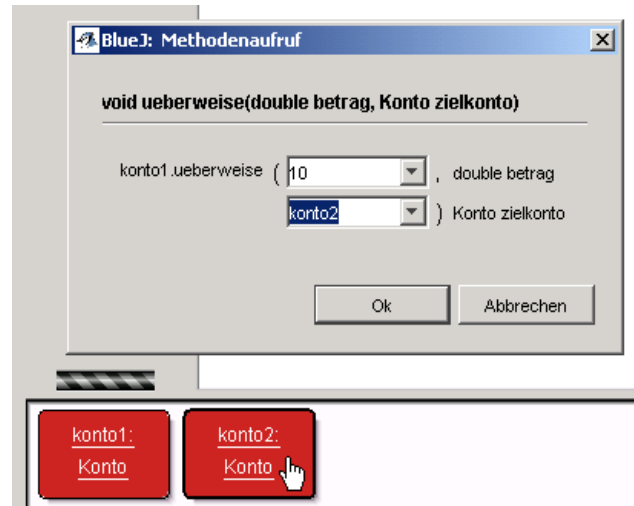 BlueJ: Methodenaufruf
void ueberweise(double betrag, Konto zielkonto)
konto1.ueberweise ( 10 , double betrag
konto2 ) Konto zielkonto
Ok Abbrechen
konto1: konto2:
Konto Konto